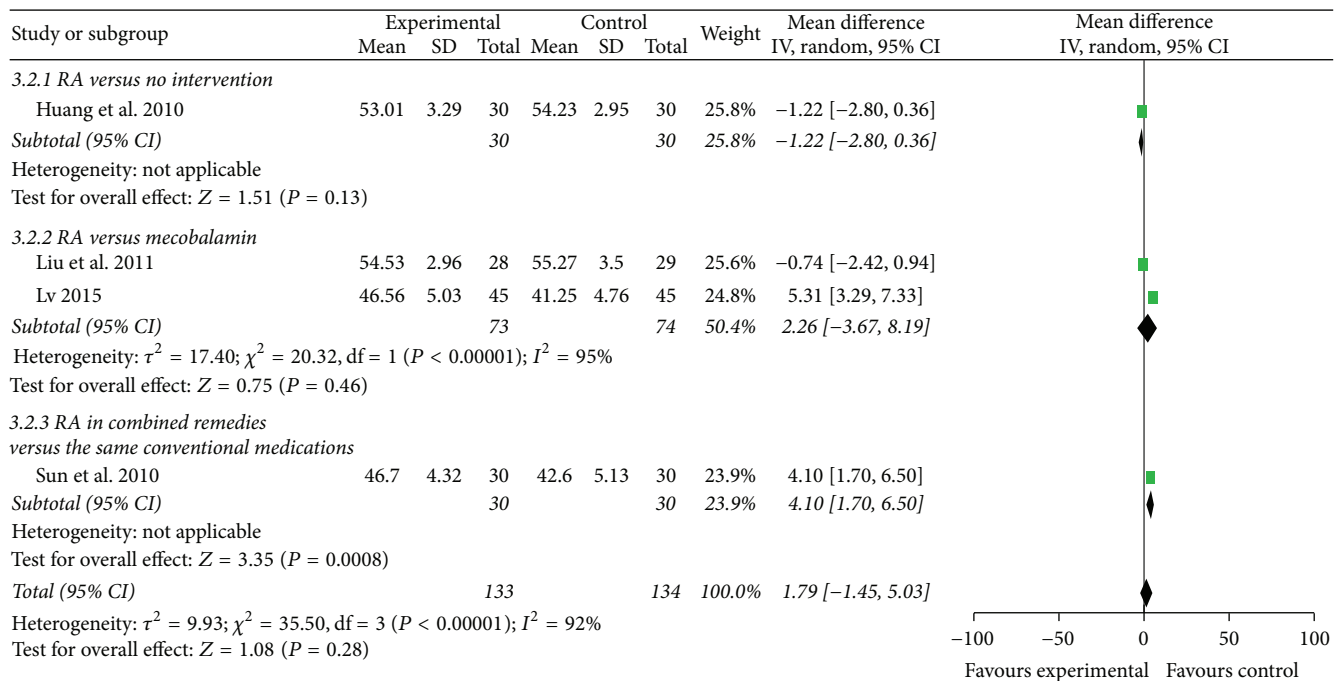 Study or subgroup Experimental Control Weight Mean difference Mean difference
Mean SD Total Mean SD Total IV, random, 95% CI IV, random, 95% CI
3.2.1 RA versus no intervention
Huang et al. 2010 53.01 3.29 30 54.23 2.95 30 25.8% −1.22 [−2.80, 0.36]
Subtotal (95% CI) 30 30 25.8% −1.22 [−2.80, 0.36]
Heterogeneity: not applicable
Test for overall effect: Z = 1.51 (P = 0.13)
3.2.2 RA versus mecobalamin
Liu et al. 2011 54.53 2.96 28 55.27 3.5 29 25.6% −0.74 [−2.42, 0.94]
Lv 2015 46.56 5.03 45 41.25 4.76 45 24.8% 5.31 [3.29, 7.33]
Subtotal (95% CI) 73 74 50.4% 2.26 [−3.67, 8.19]
Heterogeneity: τ² = 17.40; χ² = 20.32, df = 1 (P < 0.00001); I² = 95%
Test for overall effect: Z = 0.75 (P = 0.46)
3.2.3 RA in combined remedies
versus the same conventional medications
Sun et al. 2010 46.7 4.32 30 42.6 5.13 30 23.9% 4.10 [1.70, 6.50]
Subtotal (95% CI) 30 30 23.9% 4.10 [1.70, 6.50]
Heterogeneity: not applicable
Test for overall effect: Z = 3.35 (P = 0.0008)
Total (95% CI) 133 134 100.0% 1.79 [−1.45, 5.03]
Heterogeneity: τ² = 9.93; χ² = 35.50, df = 3 (P < 0.00001); I² = 92%
Test for overall effect: Z = 1.08 (P = 0.28)
−100 −50 0 50 100
Favours experimental Favours control